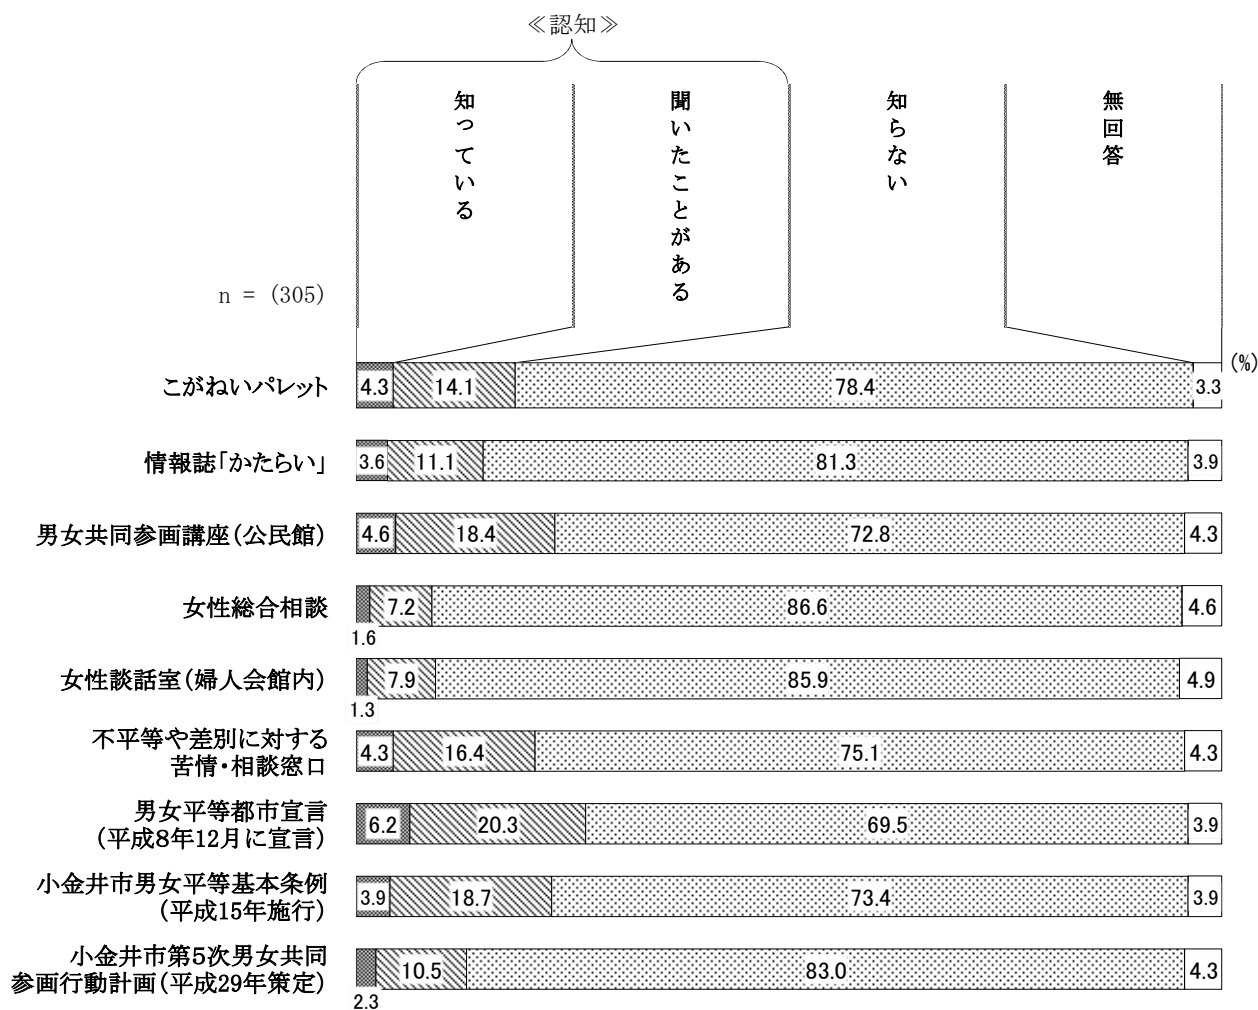 ≪認知≫
知っている
聞いたことがある
知らない
無回答
n = (305)
(%)
こがねいパレット
4.3 14.1 78.4 3.3
情報誌「かたらい」
3.6 11.1 81.3 3.9
男女共同参画講座(公民館)
4.6 18.4 72.8 4.3
女性総合相談
1.6 7.2 86.6 4.6
女性談話室(婦人会館内)
1.3 7.9 85.9 4.9
不平等や差別に対する
苦情・相談窓口
4.3 16.4 75.1 4.3
男女平等都市宣言
(平成8年12月に宣言)
6.2 20.3 69.5 3.9
小金井市男女平等基本条例
(平成15年施行)
3.9 18.7 73.4 3.9
小金井市第5次男女共同
参画行動計画(平成29年策定)
2.3 10.5 83.0 4.3